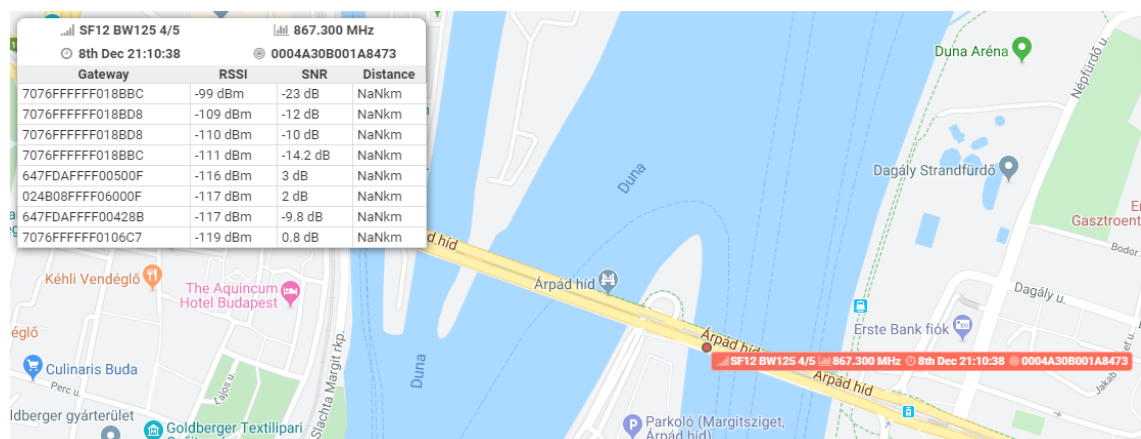 SF12 BW125 4/5 867.300 MHz
8th Dec 21:10:38 0004A30B001A8473
Gateway RSSI SNR Distance
7076FFFFFF018BBC -99 dBm -23 dB NaNkm
7076FFFFFF018BD8 -109 dBm -12 dB NaNkm
7076FFFFFF018BD8 -110 dBm -10 dB NaNkm
7076FFFFFF018BBC -111 dBm -14.2 dB NaNkm
647FDAFFFF00500F -116 dBm 3 dB NaNkm
024B08FFFF06000F -117 dBm 2 dB NaNkm
647FDAFFFF00428B -117 dBm -9.8 dB NaNkm
7076FFFFFF0106C7 -119 dBm 0.8 dB NaNkm
Duna Aréna
Népfürdő u.
Duna
Dagály Strandfürdő
Gasztroent
Bodor
d híd
Kéhli Vendéglő
The Aquincum
Hotel Budapest
Árpád híd
Dagály u.
églő
Slachta Margit rkp.
Erste Bank fiók
Árpád híd
SF12 BW125 4/5 867.300 MHz 8th Dec 21:10:38 0004A30B001A8473
Culinaris Buda
Perc u.
Lajos u.
Duna
Árpád híd
Jakab
ldberger gyárterület
Goldberger Textilipari
Parkoló (Margitsziget,
Árpád híd)